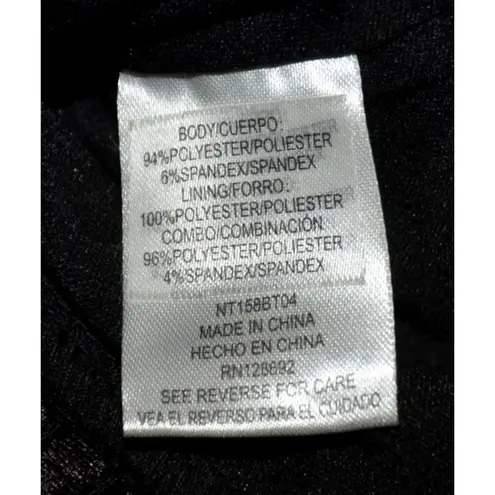 BODY/CUERPO:
94%POLYESTER/POLIESTER
6%SPANDEX/SPANDEX
LINING/FORRO:
100%POLYESTER/POLIESTER
COMBO/COMBINACIÓN
96%POLYESTER/POLIESTER
4%SPANDEX/SPANDEX
NT158BT04
MADE IN CHINA
HECHO EN CHINA
RN128692
SEE REVERSE FOR CARE
VEA EL REVERSO PARA EL CUIDADO